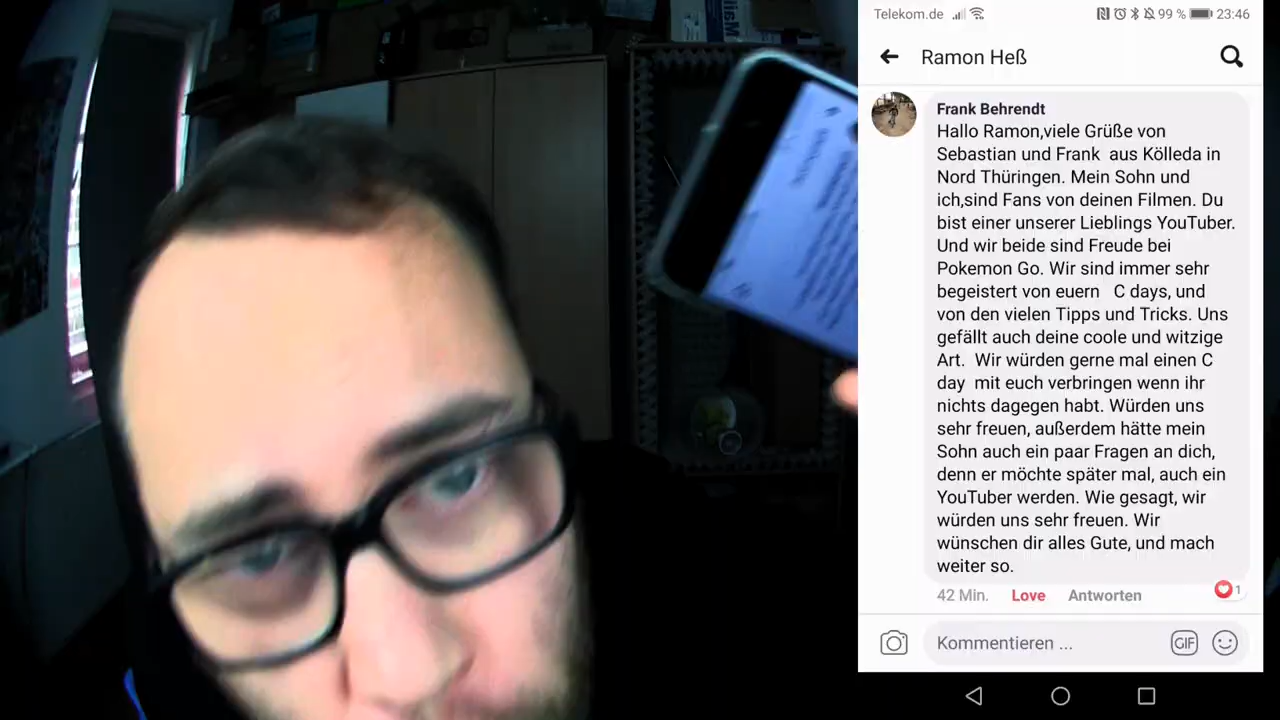 Telekom.de
99 % 23:46
Ramon Heß
Frank Behrendt
Hallo Ramon,viele Grüße von
Sebastian und Frank  aus Kölleda in
Nord Thüringen. Mein Sohn und
ich,sind Fans von deinen Filmen. Du
bist einer unserer Lieblings YouTuber.
Und wir beide sind Freude bei
Pokemon Go. Wir sind immer sehr
begeistert von euern   C days, und
von den vielen Tipps und Tricks. Uns
gefällt auch deine coole und witzige
Art.  Wir würden gerne mal einen C
day  mit euch verbringen wenn ihr
nichts dagegen habt. Würden uns
sehr freuen, außerdem hätte mein
Sohn auch ein paar Fragen an dich,
denn er möchte später mal, auch ein
YouTuber werden. Wie gesagt, wir
würden uns sehr freuen. Wir
wünschen dir alles Gute, und mach
weiter so.
42 Min. Love Antworten 1
Kommentieren ... GIF